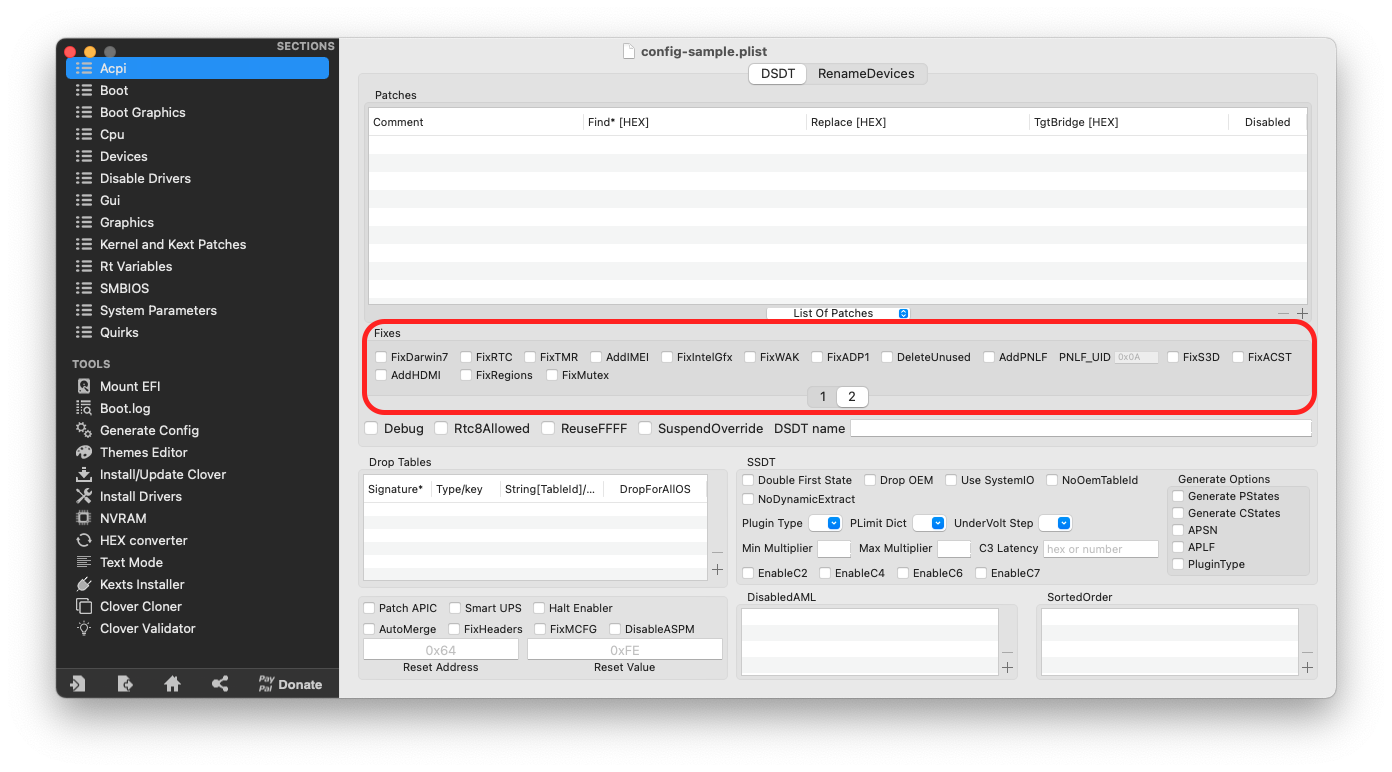 SECTIONS
Acpi
Boot
Boot Graphics
Cpu
Devices
Disable Drivers
Gui
Graphics
Kernel and Kext Patches
Rt Variables
SMBIOS
System Parameters
Quirks
TOOLS
Mount EFI
Boot.log
Generate Config
Themes Editor
Install/Update Clover
Install Drivers
NVRAM
HEX converter
Text Mode
Kexts Installer
Clover Cloner
Clover Validator
Pay
Pal Donate
config-sample.plist
DSDT RenameDevices
Patches
Comment Find* [HEX] Replace [HEX] TgtBridge [HEX] Disabled
List Of Patches
Fixes
FixDarwin7 FixRTC FixTMR AddIMEI FixIntelGfx FixWAK FixADP1 DeleteUnused AddPNLF PNLF_UID 0x0A FixS3D FixACST
AddHDMI FixRegions FixMutex
1 2
Debug Rtc8Allowed ReuseFFFF SuspendOverride DSDT name
Drop Tables
Signature* Type/key String[TableId]/... DropForAllOS
SSDT
Double First State Drop OEM Use SystemIO NoOemTableId
NoDynamicExtract
Plugin Type PLimit Dict UnderVolt Step
Min Multiplier Max Multiplier C3 Latency hex or number
EnableC2 EnableC4 EnableC6 EnableC7
Generate Options
Generate PStates
Generate CStates
APSN
APLF
PluginType
Patch APIC Smart UPS Halt Enabler
AutoMerge FixHeaders FixMCFG DisableASPM
0x64 0xFE
Reset Address Reset Value
DisabledAML
SortedOrder